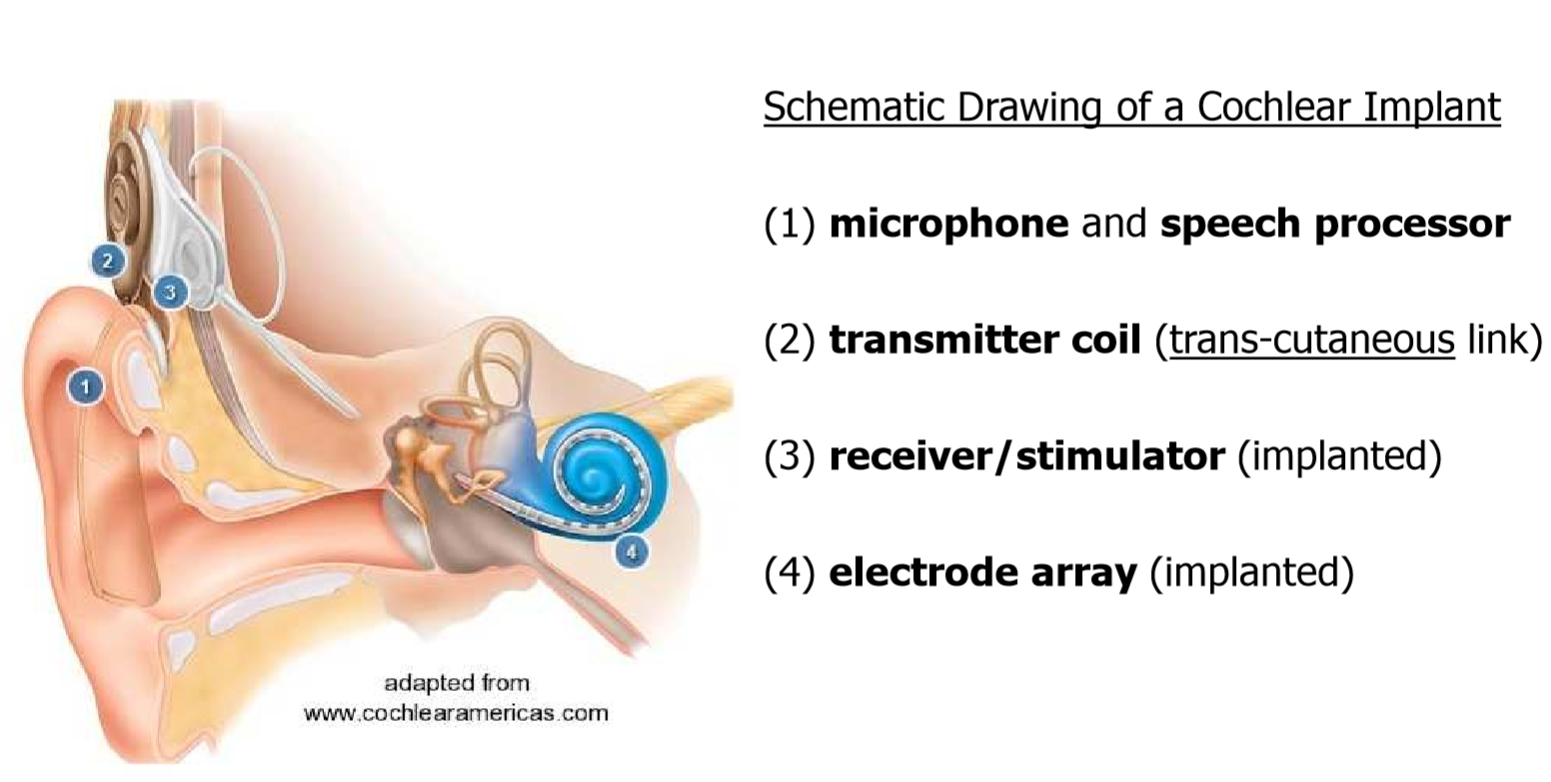 Schematic Drawing of a Cochlear Implant
(1) microphone and speech processor
(2) transmitter coil (trans-cutaneous link)
(3) receiver/stimulator (implanted)
(4) electrode array (implanted)
2
3
1
4
adapted from
www.cochlearamericas.com